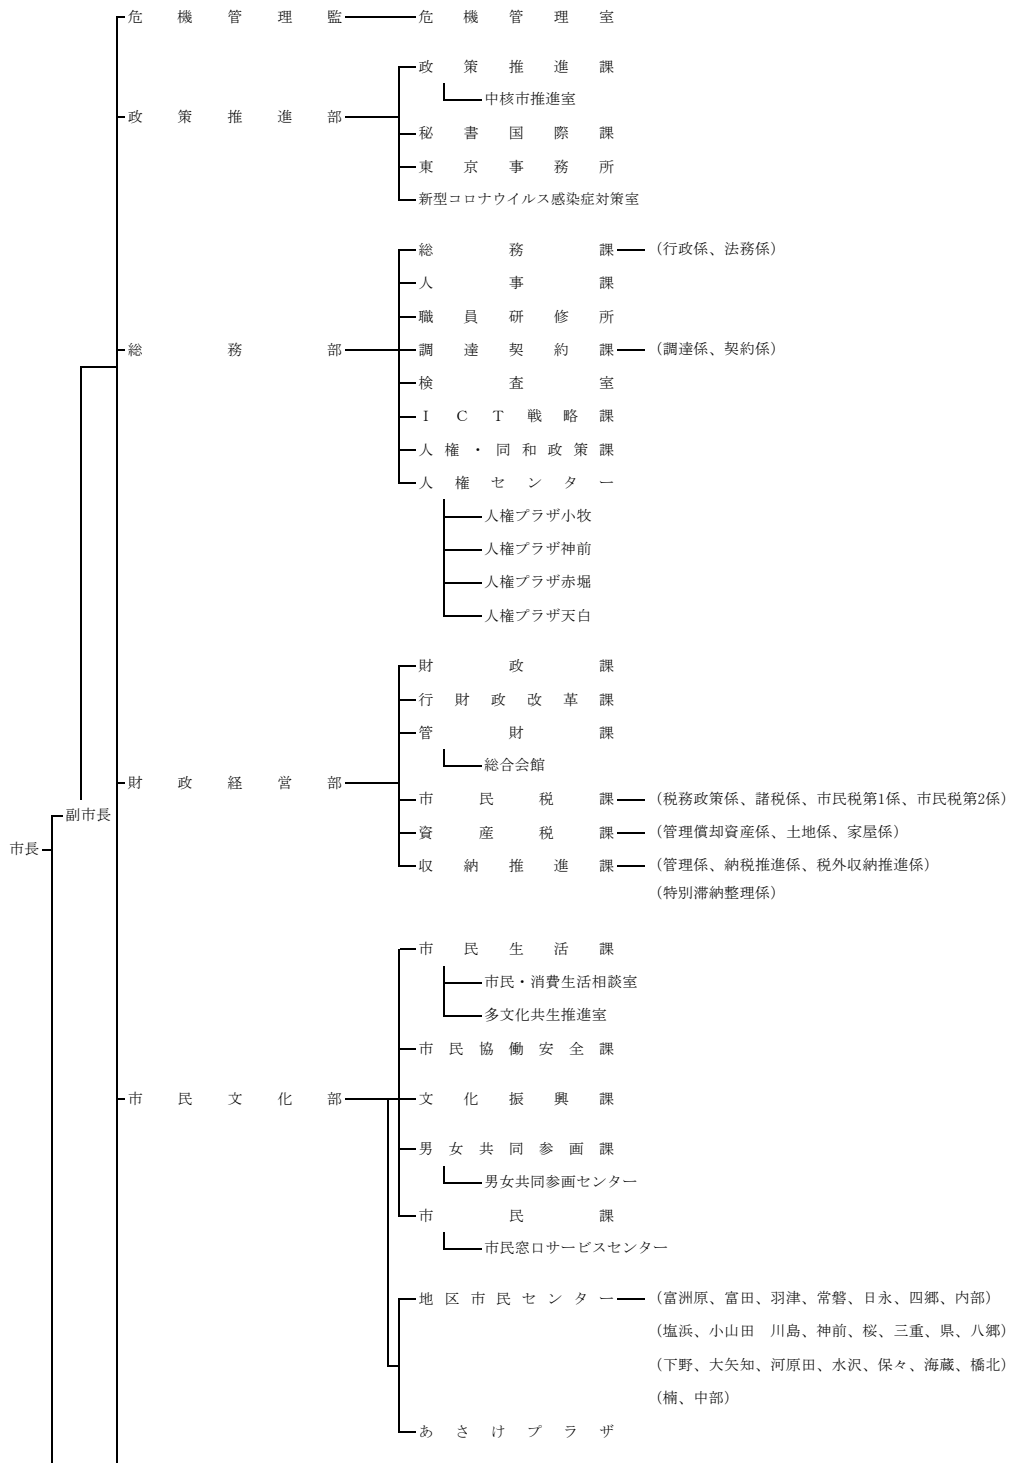 危機管理監 危機管理室
政策推進課
中核市推進室
政策推進部
秘書国際課
東京事務所
新型コロナウイルス感染症対策室
総務課 （行政係、法務係）
人事課
職員研修所
総務部 調達契約課 （調達係、契約係）
検査室
ICT戦略課
人権・同和政策課
人権センター
人権プラザ小牧
人権プラザ神前
人権プラザ赤堀
人権プラザ天白
財政課
行財政改革課
管財課
総合会館
財政経営部
市民税課 （税務政策係、諸税係、市民税第1係、市民税第2係）
副市長
資産税課 （管理償却資産係、土地係、家屋係）
市長
収納推進課 （管理係、納税推進係、税外収納推進係）
（特別滞納整理係）
市民生活課
市民・消費生活相談室
多文化共生推進室
市民協働安全課
市民文化部 文化振興課
男女共同参画課
男女共同参画センター
市民課
市民窓口サービスセンター
地区市民センター （富洲原、富田、羽津、常磐、日永、四郷、内部）
（塩浜、小山田　川島、神前、桜、三重、県、八郷）
（下野、大矢知、河原田、水沢、保々、海蔵、橋北）
（楠、中部）
あさけプラザ